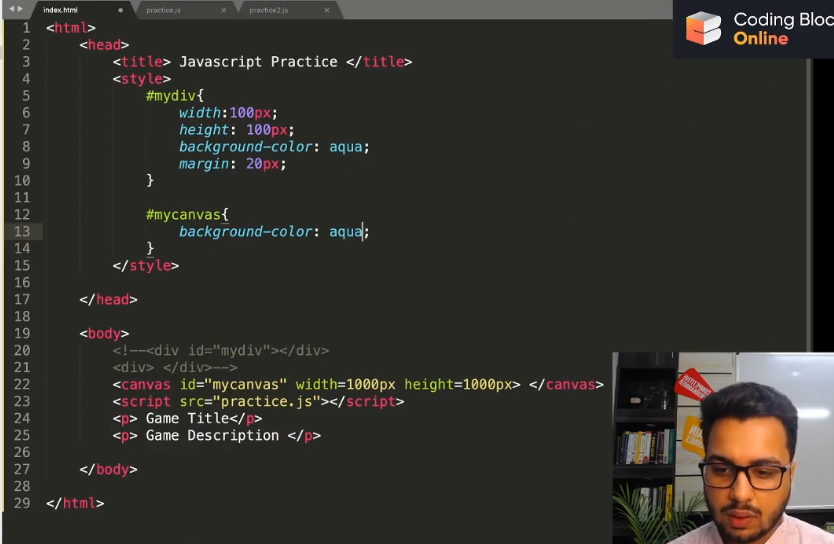 index.html
practice.js
practice2.js
Coding Bloc
Online
1 <html>
2 <head>
3 <title> Javascript Practice </title>
4 <style>
5 #mydiv{
6 width:100px;
7 height: 100px;
8 background-color: aqua;
9 margin: 20px;
10 }
11
12 #mycanvas{
13 background-color: aqua;
14 }
15 </style>
16
17 </head>
18
19 <body>
20 <!--<div id="mydiv"></div>
21 <div> </div>-->
22 <canvas id="mycanvas" width=1000px height=1000px> </canvas>
23 <script src="practice.js"></script>
24 <p> Game Title</p>
25 <p> Game Description </p>
26
27 </body>
28
29 </html>